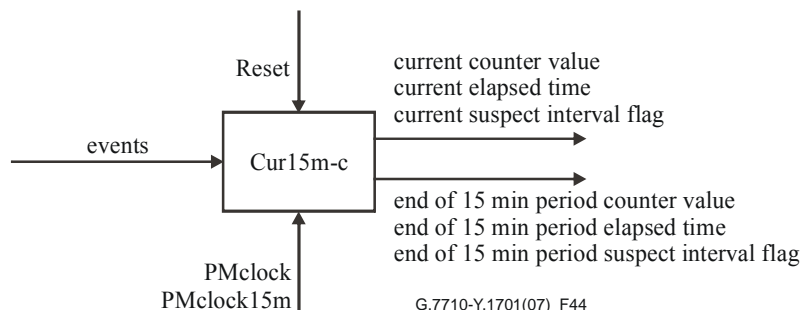 Reset
current counter value
current elapsed time
current suspect interval flag
events
Cur15m-c
end of 15 min period counter value
end of 15 min period elapsed time
end of 15 min period suspect interval flag
PMclock
PMclock15m
G.7710-Y.1701(07)_F44